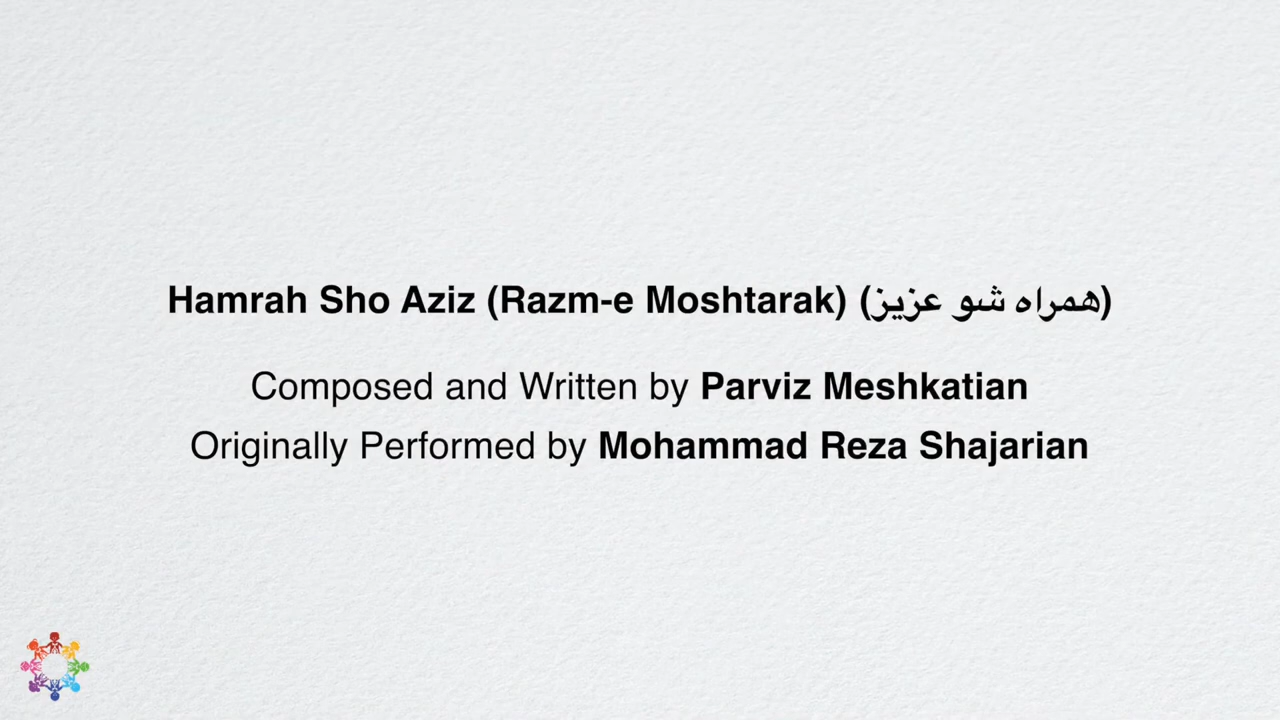 Hamrah Sho Aziz (Razm-e Moshtarak) (همراه شو عزیز)
Composed and Written by Parviz Meshkatian
Originally Performed by Mohammad Reza Shajarian